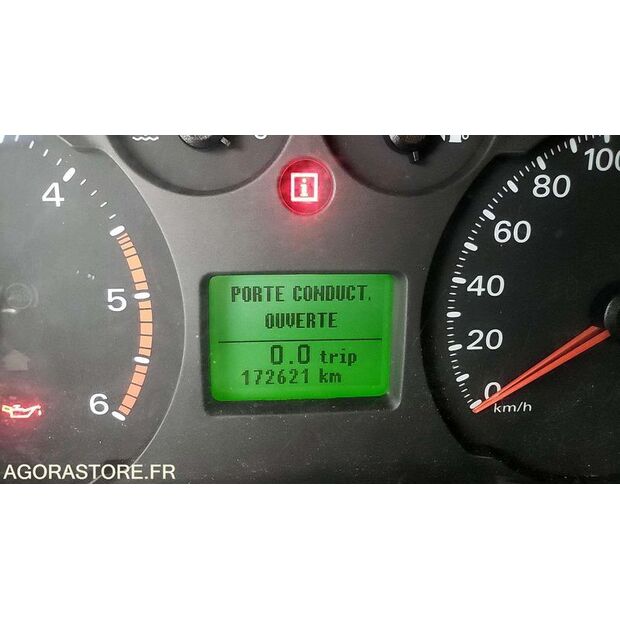 4
5
6
i
PORTE CONDUCT.
OUVERTE
0.0 trip
172621 km
100
80
60
40
20
0
km/h
AGORASTORE.FR